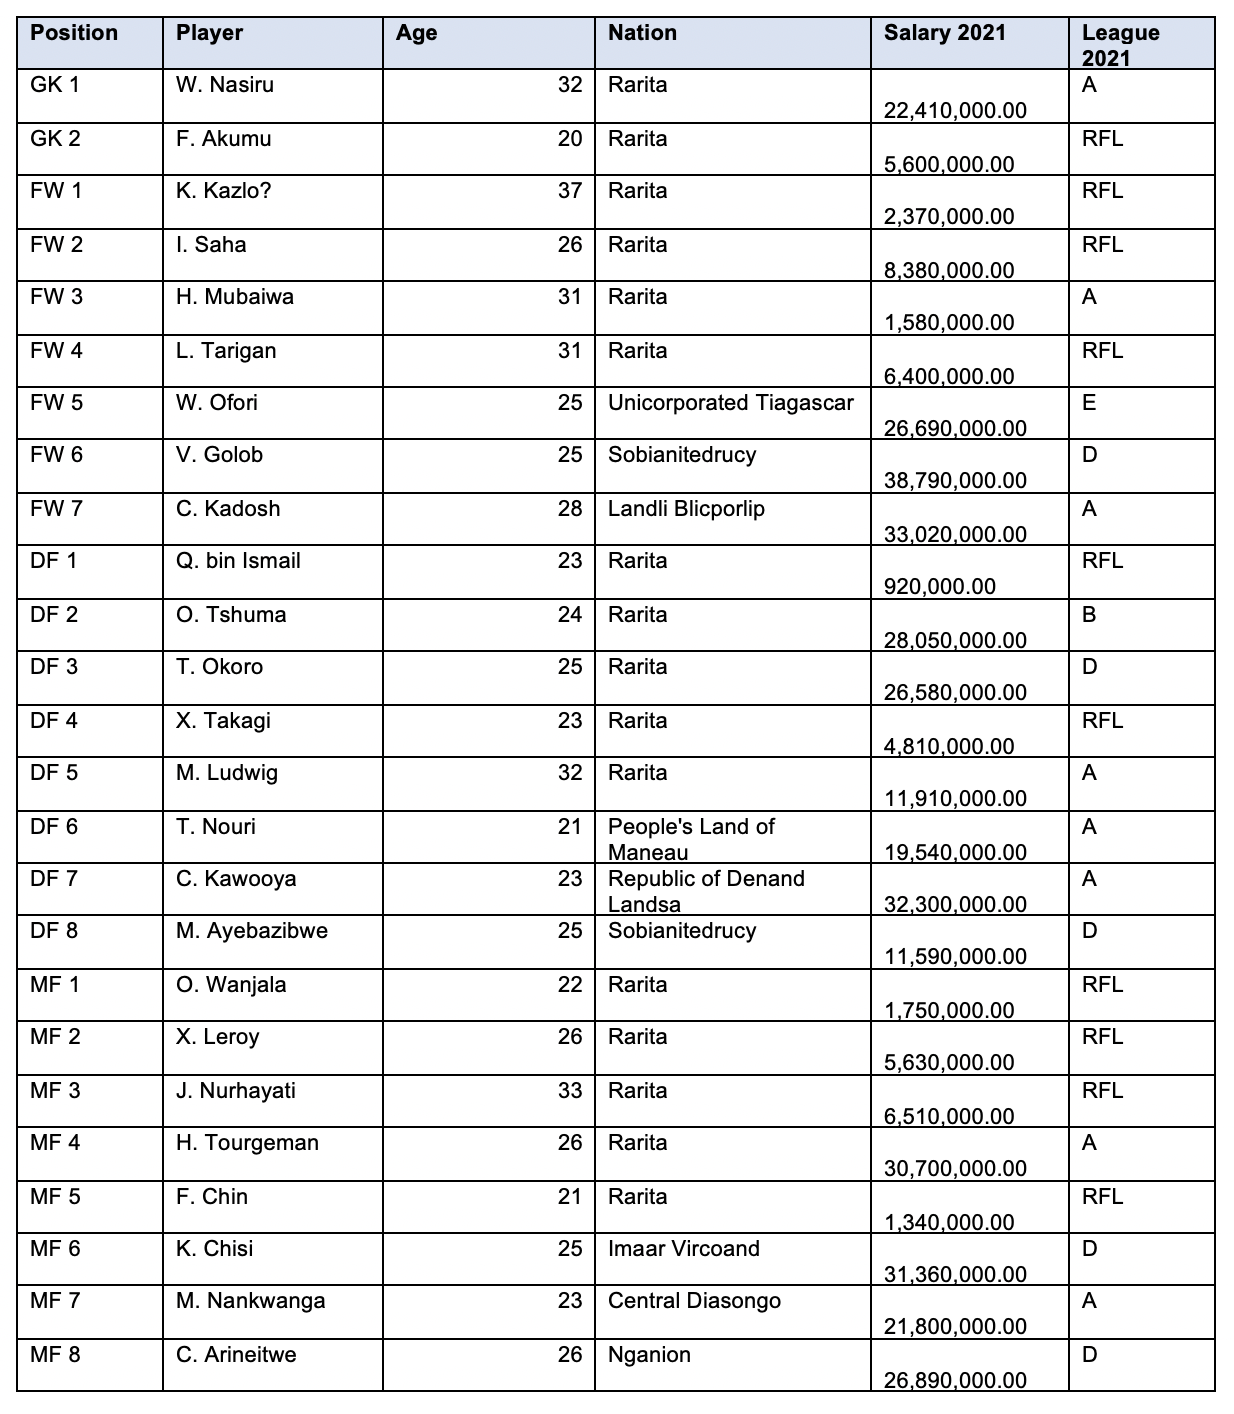 Position Player Age Nation Salary 2021 League
2021
GK 1 W. Nasiru 32 Rarita A
22,410,000.00
GK 2 F. Akumu 20 Rarita RFL
5,600,000.00
FW 1 K. Kazlo? 37 Rarita RFL
2,370,000.00
FW 2 I. Saha 26 Rarita RFL
8,380,000.00
FW 3 H. Mubaiwa 31 Rarita A
1,580,000.00
FW 4 L. Tarigan 31 Rarita RFL
6,400,000.00
FW 5 W. Ofori 25 Unicorporated Tiagascar E
26,690,000.00
FW 6 V. Golob 25 Sobianitedrucy D
38,790,000.00
FW 7 C. Kadosh 28 Landli Blicporlip A
33,020,000.00
DF 1 Q. bin Ismail 23 Rarita RFL
920,000.00
DF 2 O. Tshuma 24 Rarita B
28,050,000.00
DF 3 T. Okoro 25 Rarita D
26,580,000.00
DF 4 X. Takagi 23 Rarita RFL
4,810,000.00
DF 5 M. Ludwig 32 Rarita A
11,910,000.00
DF 6 T. Nouri 21 People's Land of A
Maneau 19,540,000.00
DF 7 C. Kawooya 23 Republic of Denand A
Landsa 32,300,000.00
DF 8 M. Ayebazibwe 25 Sobianitedrucy D
11,590,000.00
MF 1 O. Wanjala 22 Rarita RFL
1,750,000.00
MF 2 X. Leroy 26 Rarita RFL
5,630,000.00
MF 3 J. Nurhayati 33 Rarita RFL
6,510,000.00
MF 4 H. Tourgeman 26 Rarita A
30,700,000.00
MF 5 F. Chin 21 Rarita RFL
1,340,000.00
MF 6 K. Chisi 25 Imaar Vircoand D
31,360,000.00
MF 7 M. Nankwanga 23 Central Diasongo A
21,800,000.00
MF 8 C. Arineitwe 26 Nganion D
26,890,000.00